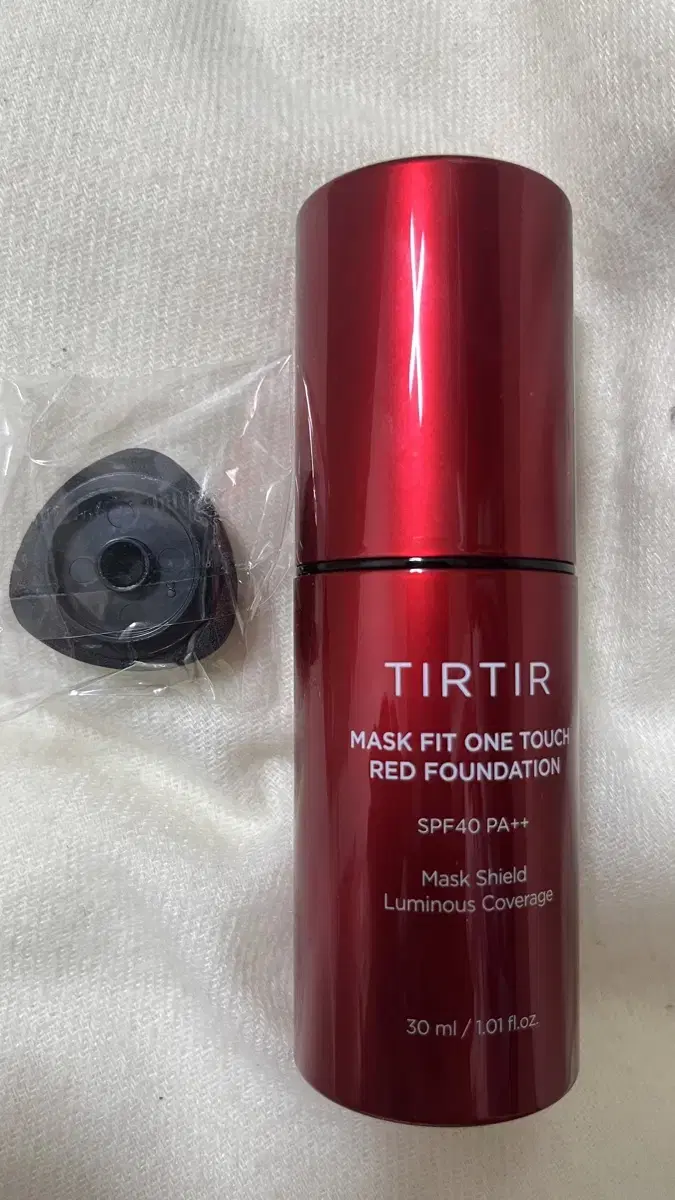 TIRTIR
MASK FIT ONE TOUCH
RED FOUNDATION
SPF40 PA++
Mask Shield
Luminous Coverage
30 ml / 1.01 fl.oz.